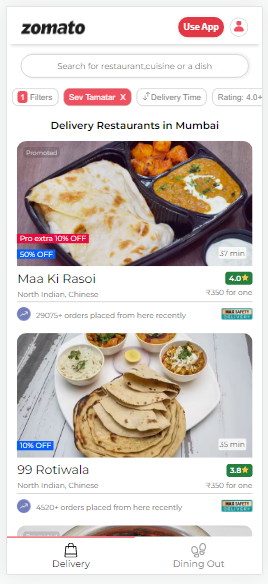 zomato
Use App
Search for restaurant,cuisine or a dish
1 Filters
Sev Tamatar X
Delivery Time
Rating: 4.0+
Delivery Restaurants in Mumbai
Promoted
Pro extra 10% OFF
50% OFF
37 min
Maa Ki Rasoi
4.0★
North Indian, Chinese
₹350 for one
29075+ orders placed from here recently
MAX SAFETY
DELIVERY
10% OFF
35 min
99 Rotiwala
3.8★
North Indian, Chinese
₹350 for one
4520+ orders placed from here recently
MAX SAFETY
DELIVERY
Promoted
Delivery
Dining Out